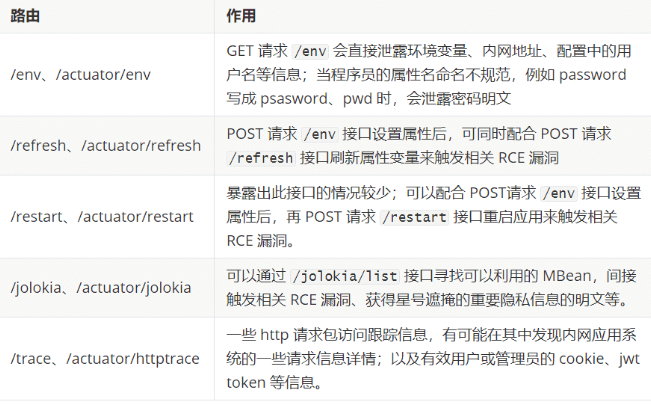 路由 作用
/env、/actuator/env
GET 请求 /env 会直接泄露环境变量、内网地址、配置中的用
户名等信息；当程序员的属性名命名不规范，例如 password
写成 psasword、pwd 时，会泄露密码明文
/refresh、/actuator/refresh
POST 请求 /env 接口设置属性后，可同时配合 POST 请求
/refresh 接口刷新属性变量来触发相关 RCE 漏洞
/restart、/actuator/restart
暴露出此接口的情况较少；可以配合 POST请求 /env 接口设置
属性后，再 POST 请求 /restart 接口重启应用来触发相关
RCE 漏洞。
/jolokia、/actuator/jolokia
可以通过 /jolokia/list 接口寻找可以利用的 MBean，间接
触发相关 RCE 漏洞、获得星号遮掩的重要隐私信息的明文等。
/trace、/actuator/httptrace
一些 http 请求包访问跟踪信息，有可能在其中发现内网应用系
统的一些请求信息详情；以及有效用户或管理员的 cookie、jwt
token 等信息。